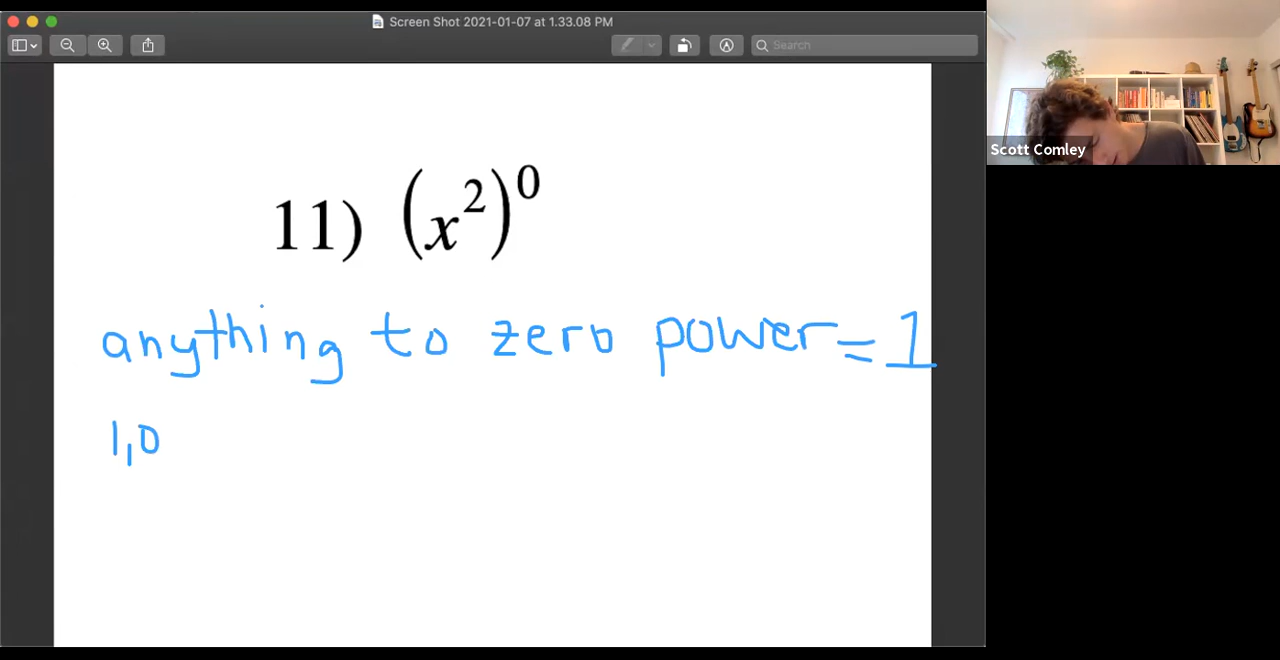 Screen Shot 2021-01-07 at 1.33.08 PM
Search
Scott Comley
11) (x²)⁰
anything to zero power = 1
1,0